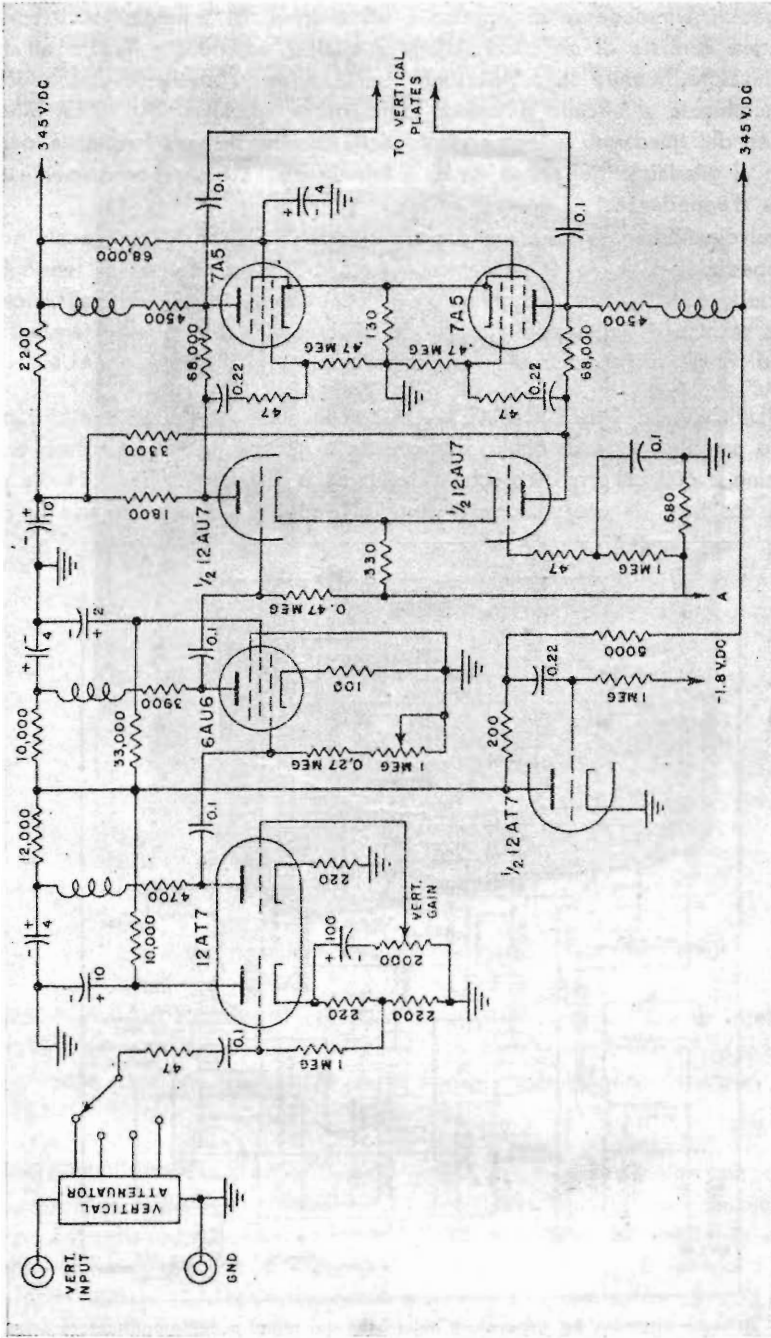 VERT.
INPUT
GND
VERTICAL
ATTENUATOR
47
0.1
1 MEG
- +
4
-
+ 10
10,000
12,000
4700
12AT7
220
2200
+ 100
-
2000
VERT.
GAIN
220
0.1
10,000
33,000
+ -
4
-
+ 12
3900
6AU6
0.27 MEG
1 MEG
100
0.1
½ 12AT7
200
0.22
1 MEG
-1.8 V.DC
5000
- +
10
1800
3300
½ 12AU7
0.47 MEG
330
A
½ 12AU7
47
1 MEG
680
0.1
2200
345 V. DC
4500
68,000
68,000
0.22
47
7A5
+
- 4
.47 MEG
130
.47 MEG
47
0.22
7A5
68,000
4500
0.1
0.1
TO VERTICAL
PLATES
345 V. DC